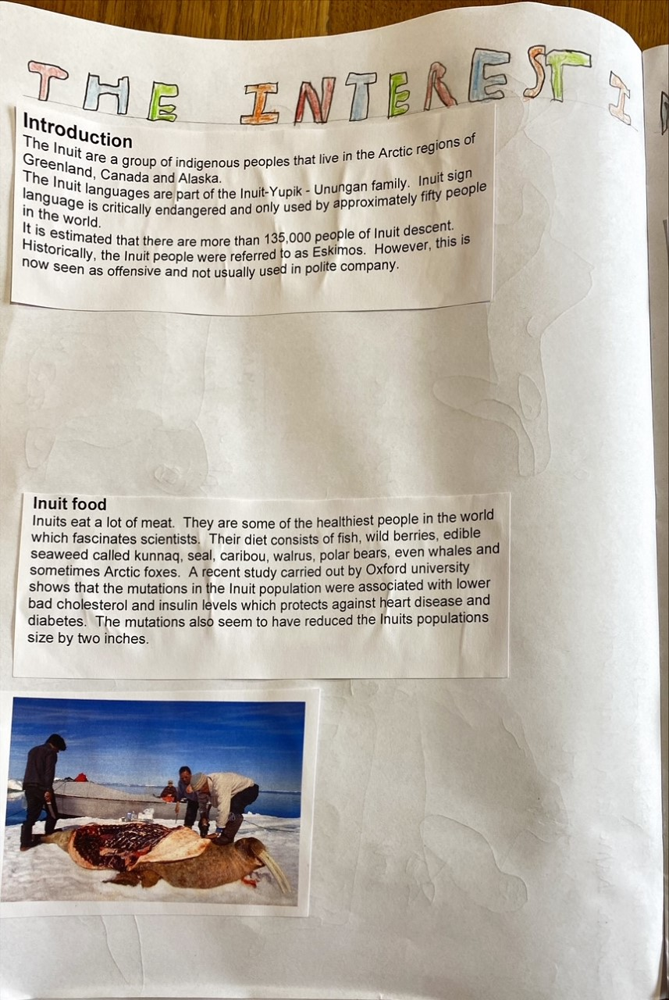 THE INTEREST I
Introduction
The Inuit are a group of indigenous peoples that live in the Arctic regions of
Greenland, Canada and Alaska.
The Inuit languages are part of the Inuit-Yupik - Unungan family. Inuit sign
language is critically endangered and only used by approximately fifty people
in the world.
It is estimated that there are more than 135,000 people of Inuit descent.
Historically, the Inuit people were referred to as Eskimos. However, this is
now seen as offensive and not usually used in polite company.
Inuit food
Inuits eat a lot of meat. They are some of the healthiest people in the world
which fascinates scientists. Their diet consists of fish, wild berries, edible
seaweed called kunnaq, seal, caribou, walrus, polar bears, even whales and
sometimes Arctic foxes. A recent study carried out by Oxford university
shows that the mutations in the Inuit population were associated with lower
bad cholesterol and insulin levels which protects against heart disease and
diabetes. The mutations also seem to have reduced the Inuits populations
size by two inches.